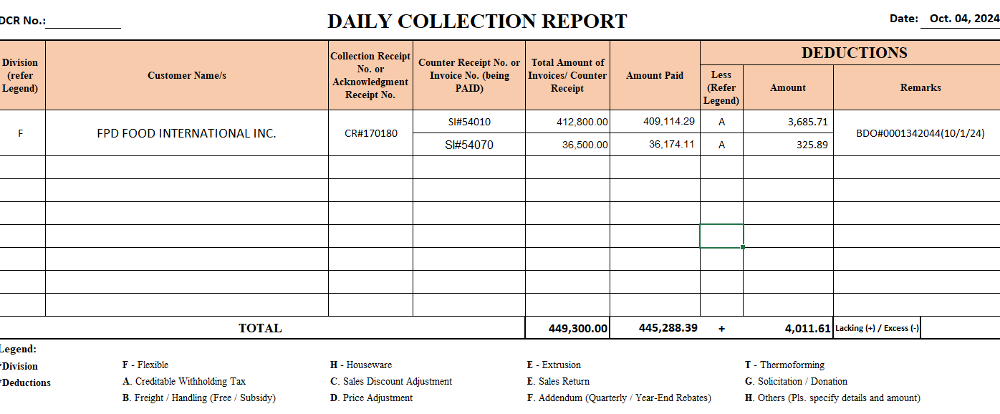 DCR No.:
DAILY COLLECTION REPORT
Date: Oct. 04, 2024
Division (refer Legend)
Customer Name/s
Collection Receipt No. or Acknowledgment Receipt No.
Counter Receipt No. or Invoice No. (being PAID)
Total Amount of Invoices/ Counter Receipt
Amount Paid
DEDUCTIONS
Less (Refer Legend)
Amount
Remarks
F
FPD FOOD INTERNATIONAL INC.
CR#170180
SI#54010 412,800.00 409,114.29 A 3,685.71
SI#54070 36,500.00 36,174.11 A 325.89
BDO#0001342044(10/1/24)
TOTAL 449,300.00 445,288.39 + 4,011.61 Lacking (+) / Excess (-)
Legend:
*Division F - Flexible H - Houseware E - Extrusion T - Thermoforming
*Deductions A. Creditable Withholding Tax C. Sales Discount Adjustment E. Sales Return G. Solicitation / Donation
B. Freight / Handling (Free / Subsidy) D. Price Adjustment F. Addendum (Quarterly / Year-End Rebates) H. Others (Pls. specify details and amount)